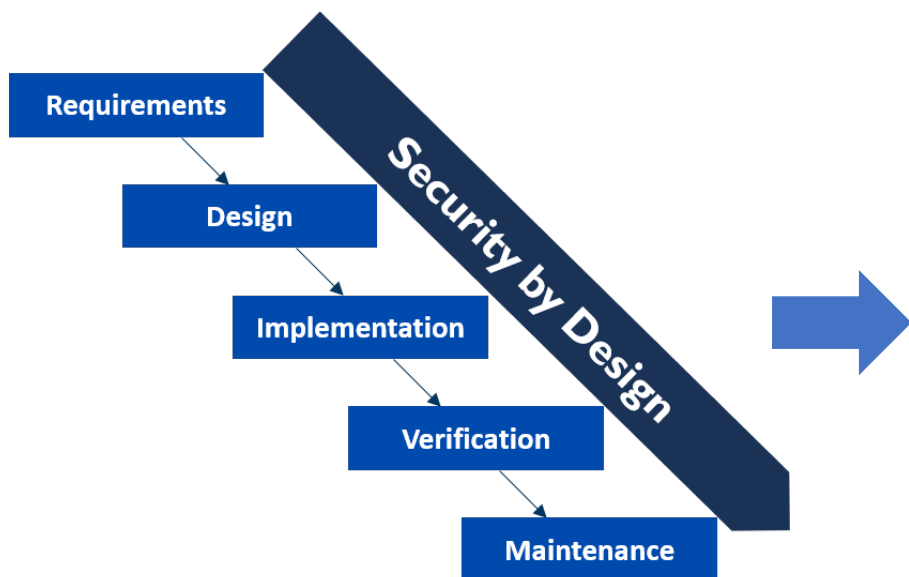 Requirements
Design
Implementation
Verification
Maintenance
Security by Design